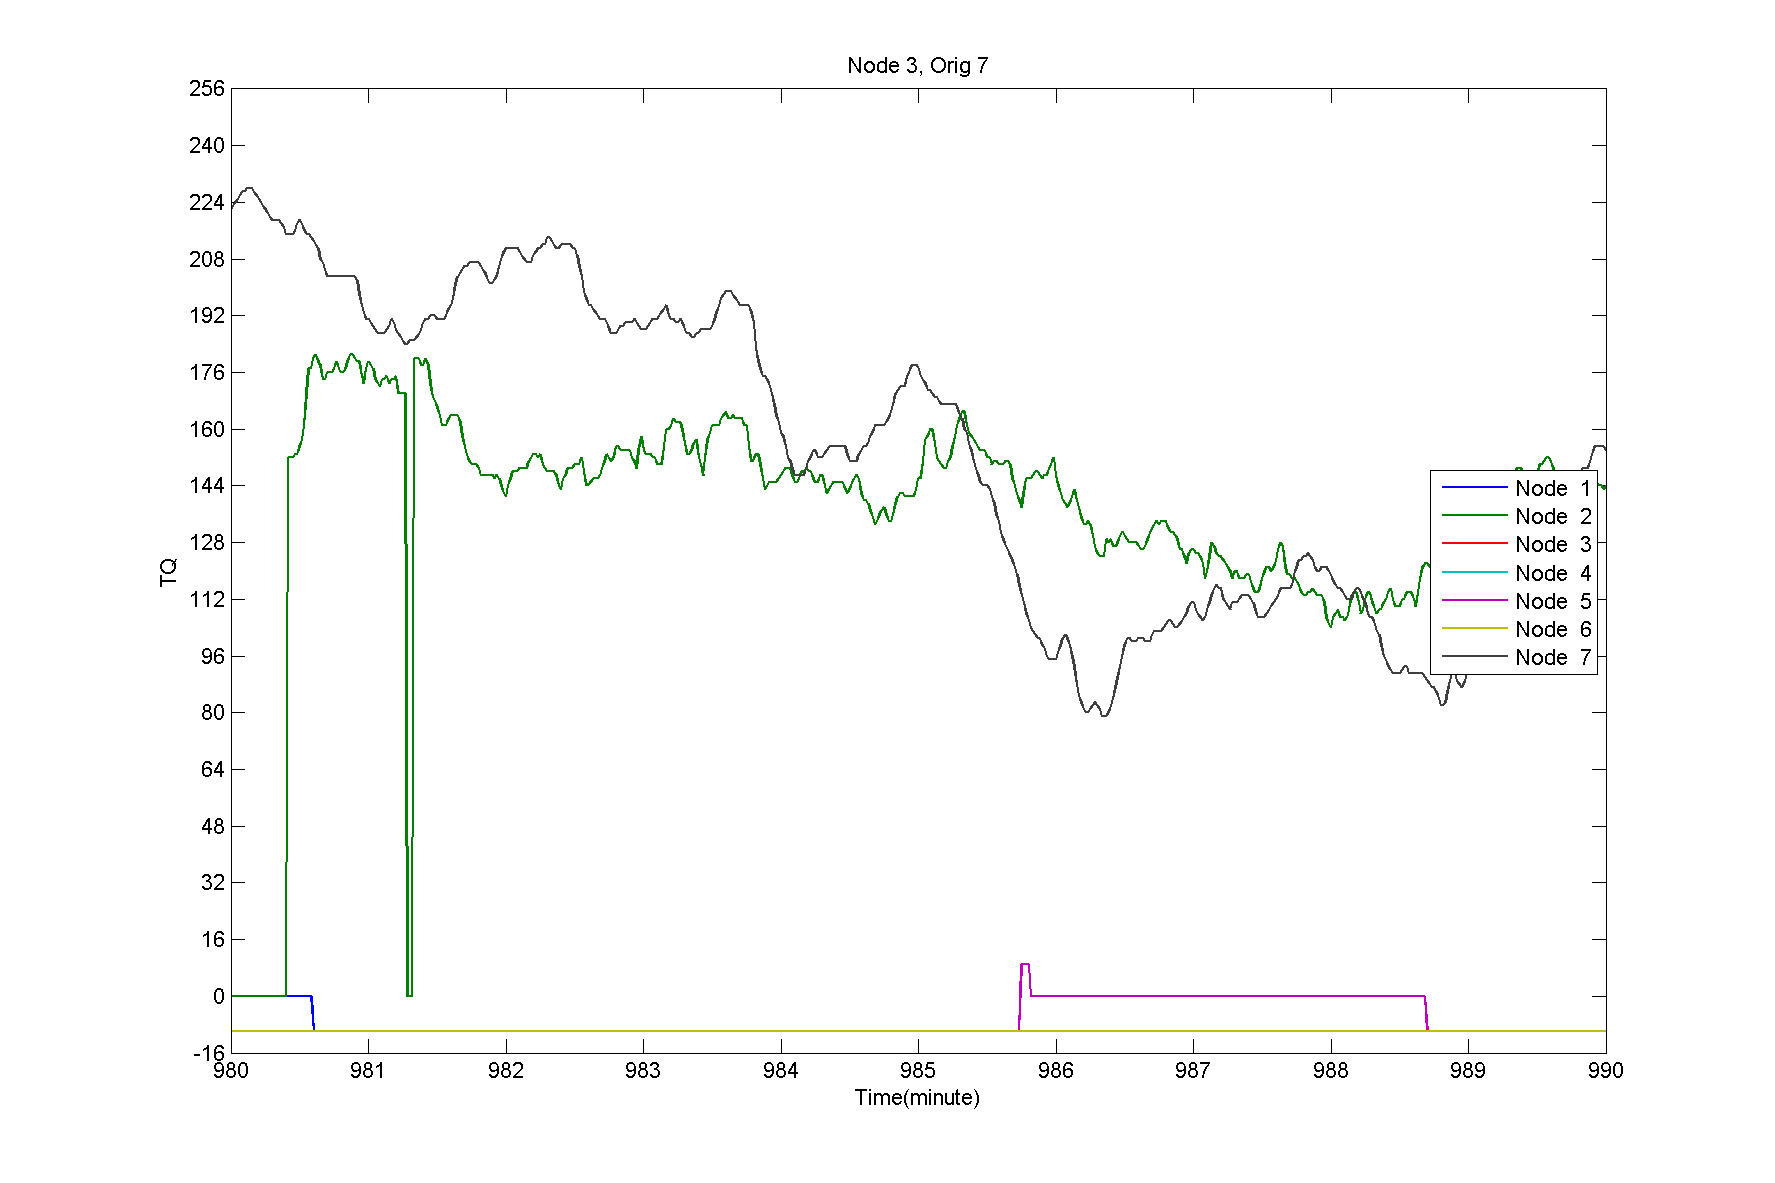 Node 3, Orig 7
256
240
224
208
192
176
160
144
128
112
96
80
64
48
32
16
0
-16
TQ
Node 1
Node 2
Node 3
Node 4
Node 5
Node 6
Node 7
980 981 982 983 984 985 986 987 988 989 990
Time(minute)